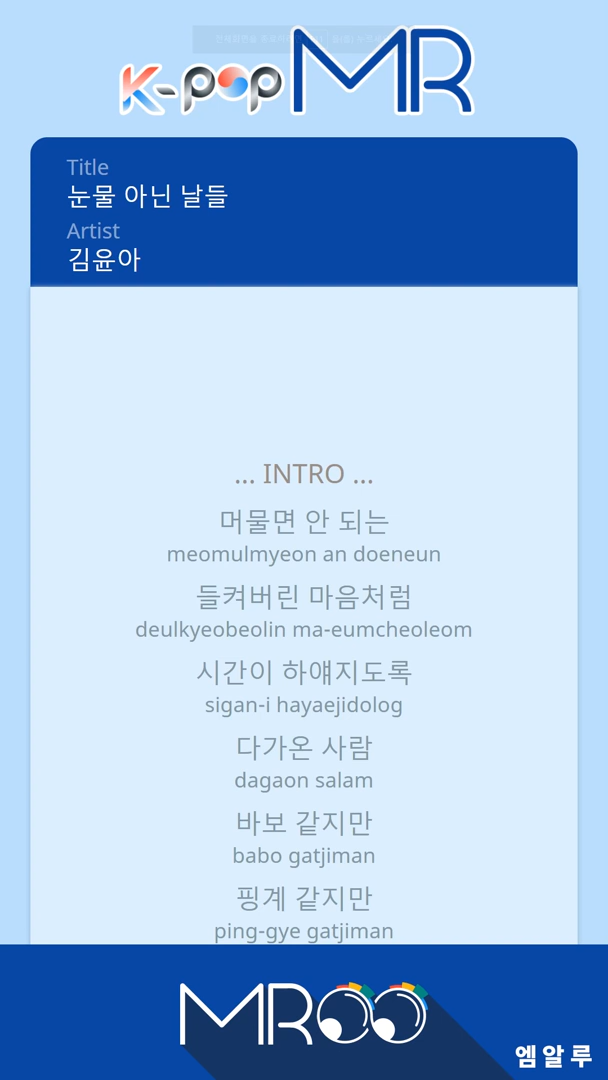 K-pop MR
Title
눈물 아닌 날들
Artist
김윤아
... INTRO ...
머물면 안 되는
meomulmyeon an doeneun
들켜버린 마음처럼
deulkyeobeolin ma-eumcheoleom
시간이 하얘지도록
sigan-i hayaejidolog
다가온 사람
dagaon salam
바보 같지만
babo gatjiman
핑계 같지만
ping-gye gatjiman
MROO
엠알루